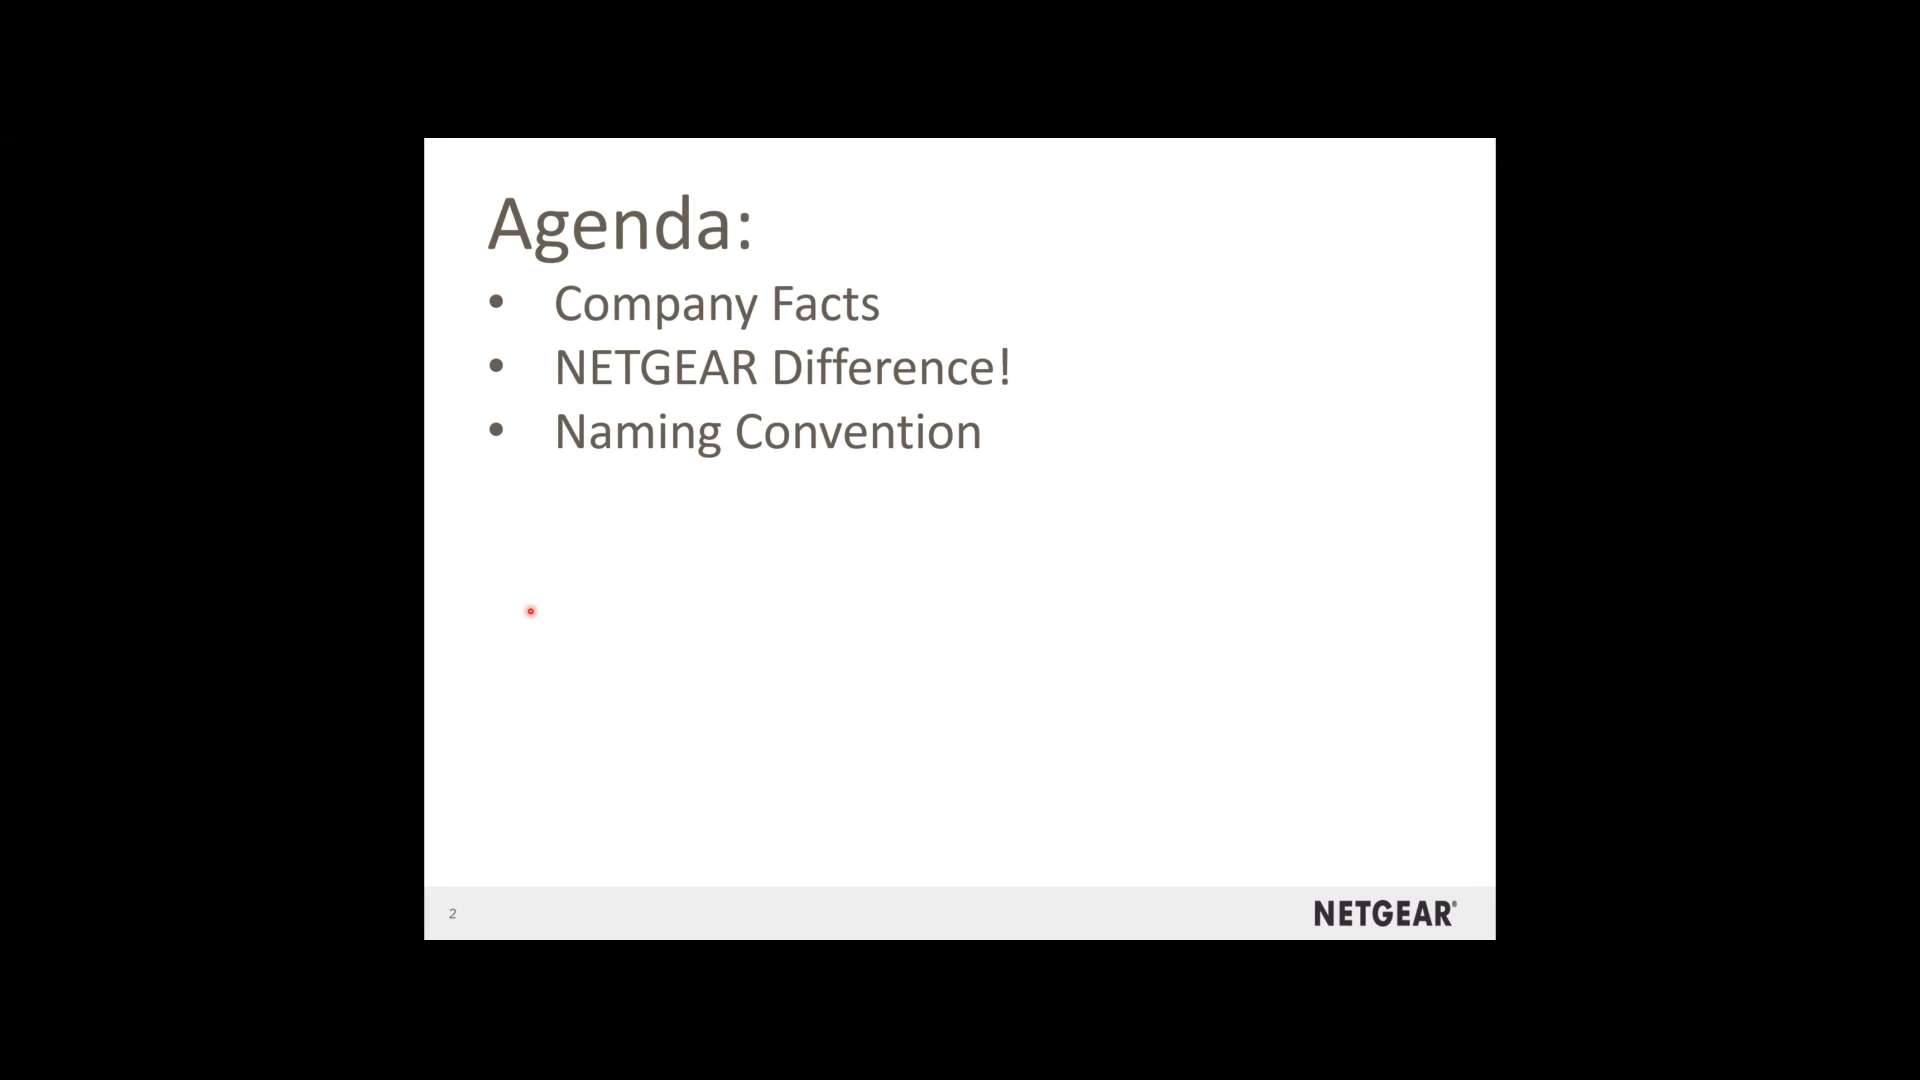 Agenda:
• Company Facts
• NETGEAR Difference!
• Naming Convention
2
NETGEAR®